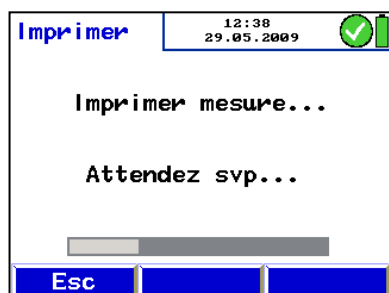 Imprimer
12:38
29.05.2009
Imprimer mesure...
Attendez svp...
Esc